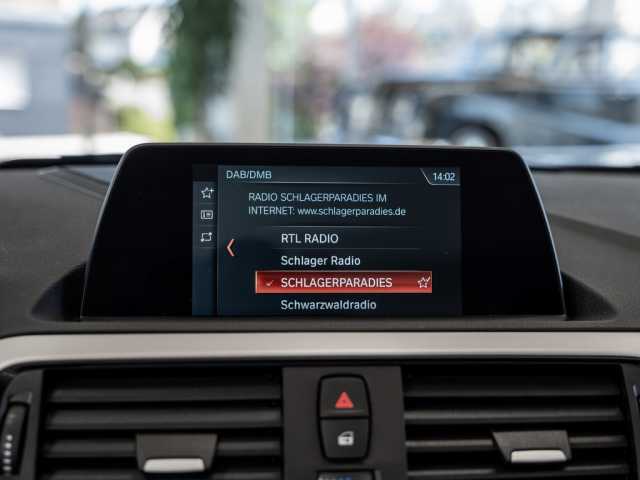 DAB/DMB
14:02
RADIO SCHLAGERPARADIES IM
INTERNET: www.schlagerparadies.de
RTL RADIO
Schlager Radio
SCHLAGERPARADIES
Schwarzwaldradio